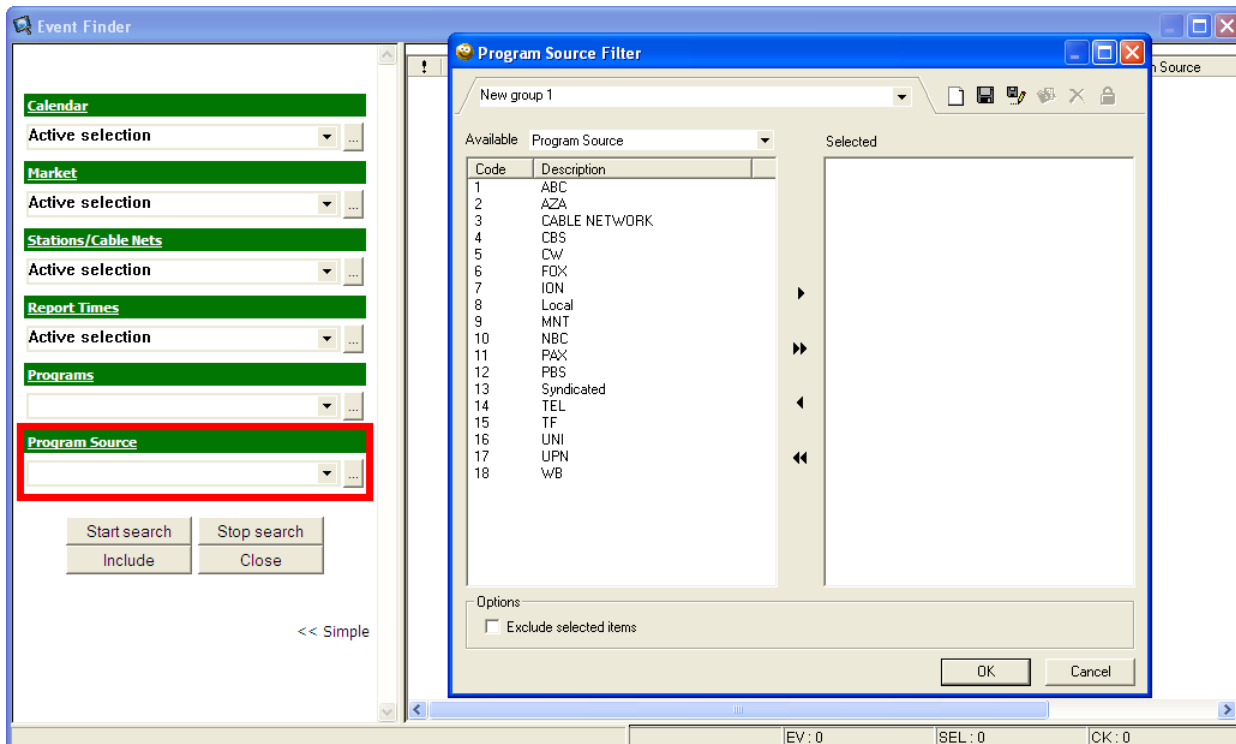 Event Finder
Calendar
Active selection
...
Market
Active selection
...
Stations/Cable Nets
Active selection
...
Report Times
Active selection
...
Programs
...
Program Source
...
Start search Stop search
Include Close
<< Simple
! n Source
Program Source Filter
New group 1
Available Program Source
Selected
Code Description
1 ABC
2 AZA
3 CABLE NETWORK
4 CBS
5 CW
6 FOX
7 ION
8 Local
9 MNT
10 NBC
11 PAX
12 PBS
13 Syndicated
14 TEL
15 TF
16 UNI
17 UPN
18 WB
Options
Exclude selected items
OK Cancel
EV : 0 SEL : 0 CK : 0